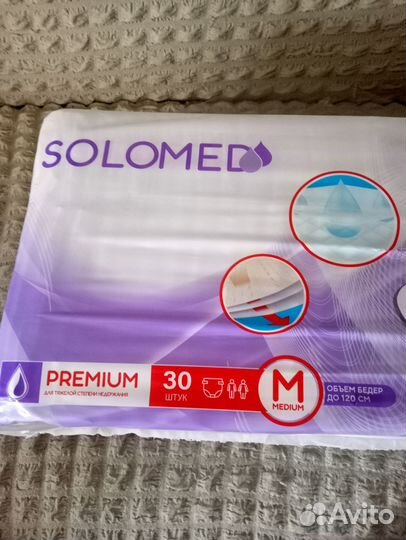 SOLOMED
PREMIUM
ДЛЯ ТЯЖЕЛОЙ СТЕПЕНИ НЕДЕРЖАНИЯ
30
ШТУК
M
MEDIUM
ОБЪЕМ БЕДЕР
ДО 120 СМ
Avito